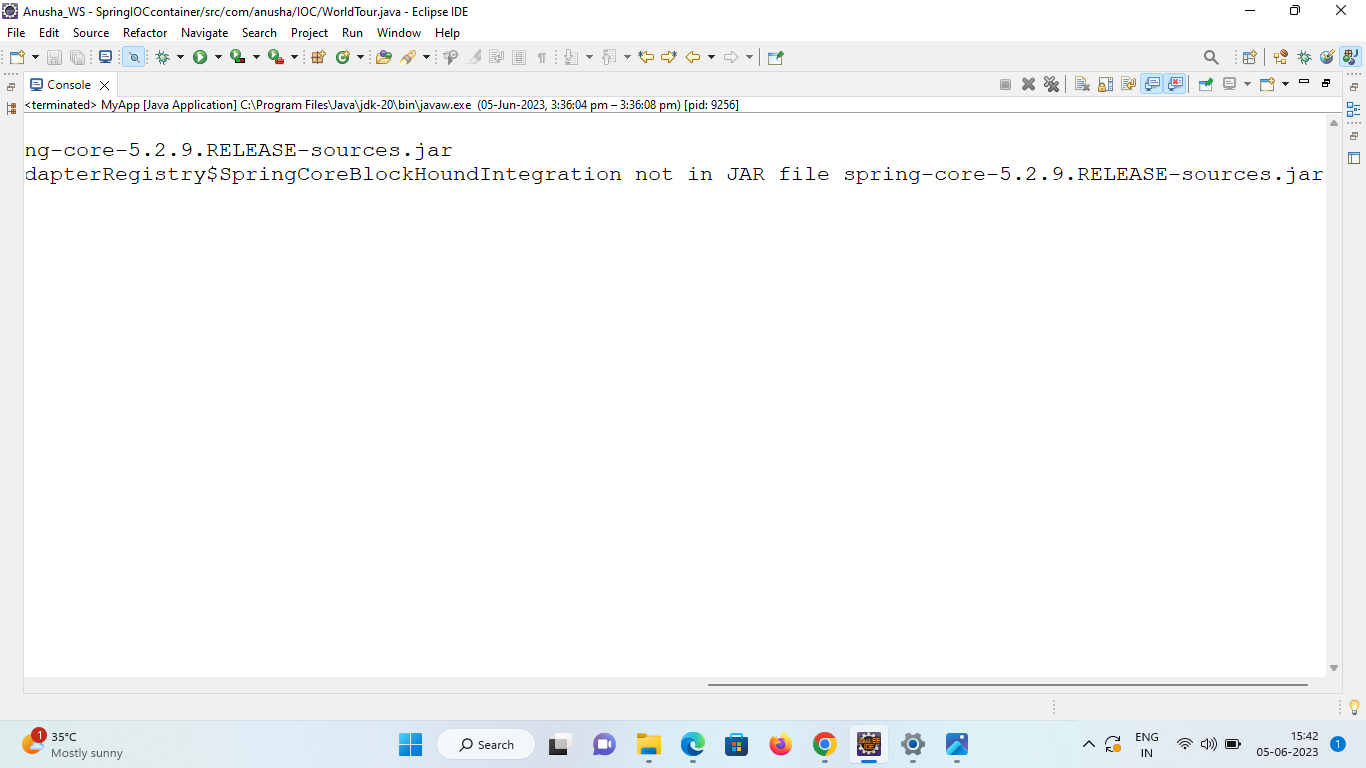 Anusha_WS - SpringIOCcontainer/src/com/anusha/IOC/WorldTour.java - Eclipse IDE
File Edit Source Refactor Navigate Search Project Run Window Help
Console
<terminated> MyApp [Java Application] C:\Program Files\Java\jdk-20\bin\javaw.exe (05-Jun-2023, 3:36:04 pm – 3:36:08 pm) [pid: 9256]
ng-core-5.2.9.RELEASE-sources.jar
dapterRegistry$SpringCoreBlockHoundIntegration not in JAR file spring-core-5.2.9.RELEASE-sources.jar
1
35°C
Mostly sunny
Search
Java EE
IDE
ENG
IN
15:42
05-06-2023
1